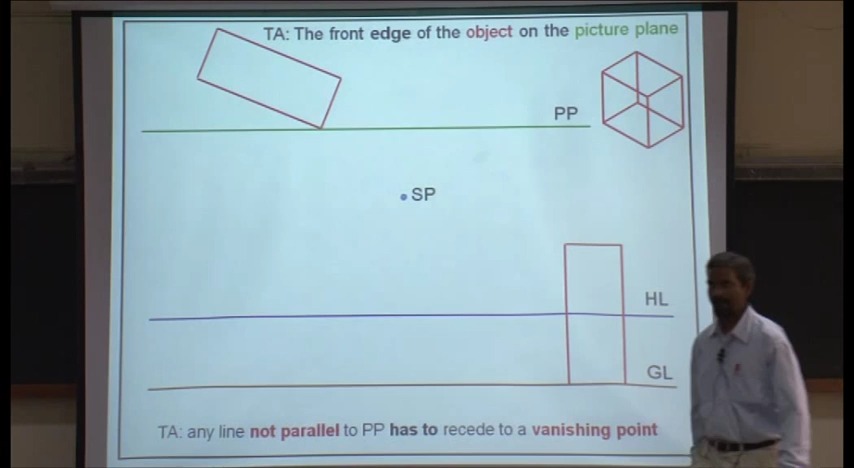 TA: The front edge of the object on the picture plane
PP
SP
HL
GL
TA: any line not parallel to PP has to recede to a vanishing point